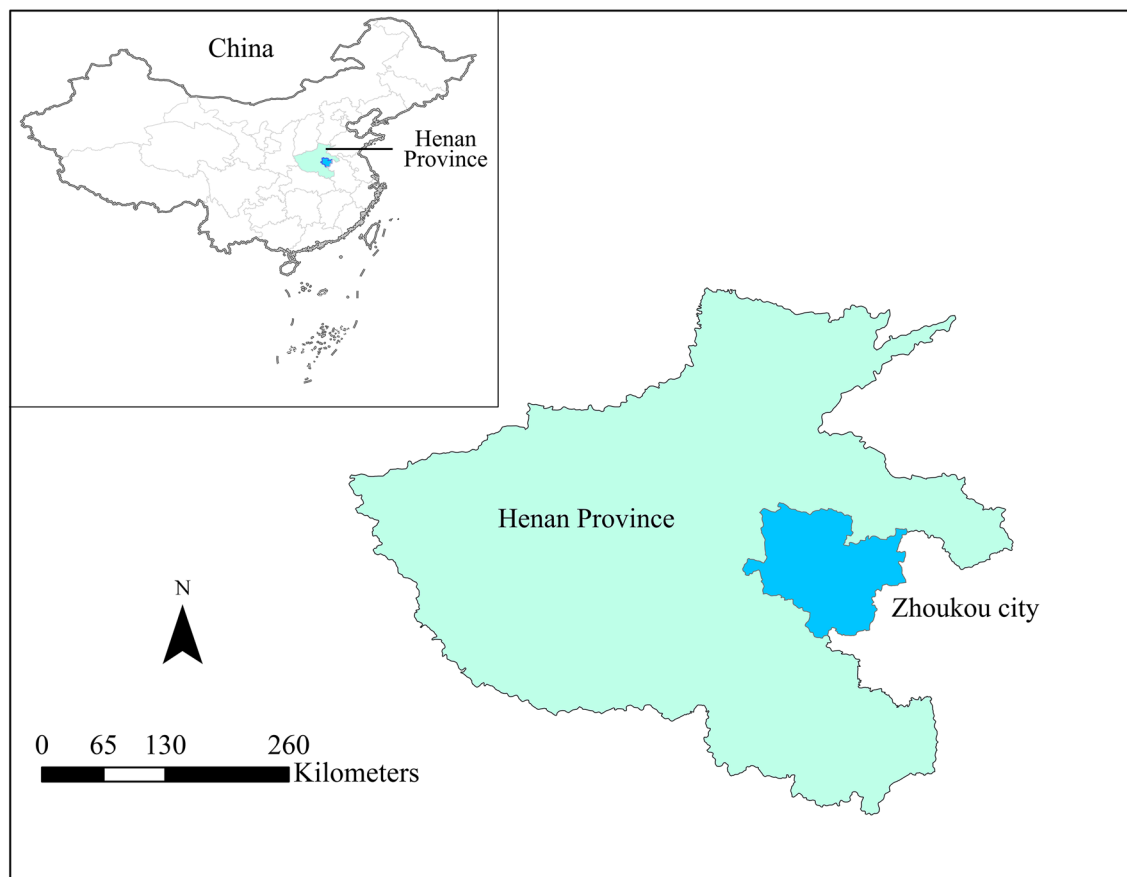 China
Henan
Province
Henan Province
Zhoukou city
N
0 65 130 260
Kilometers